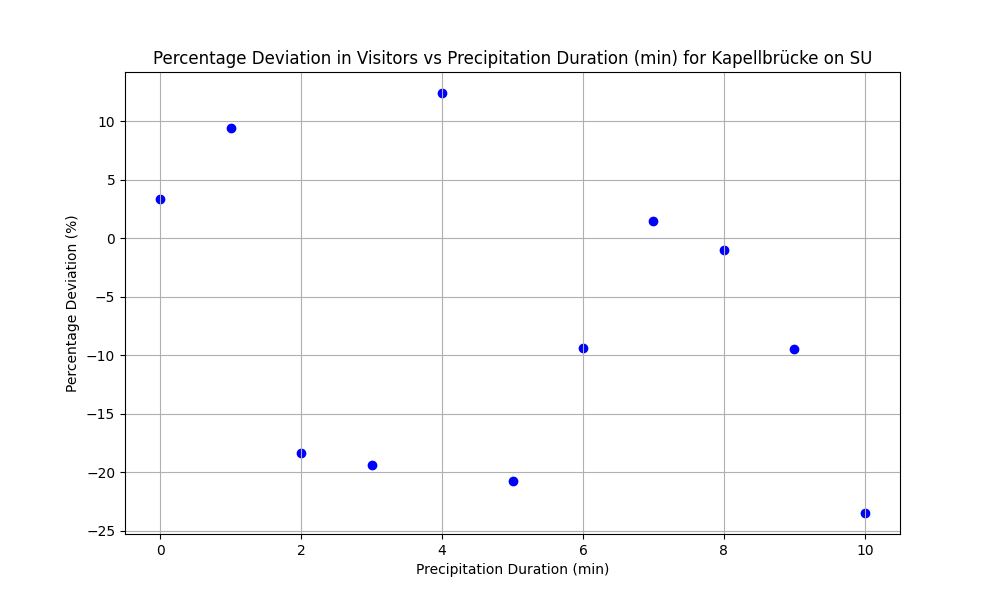 Percentage Deviation in Visitors vs Precipitation Duration (min) for Kapellbrücke on SU
10
5
0
−5
−10
−15
−20
−25
Percentage Deviation (%)
0 2 4 6 8 10
Precipitation Duration (min)